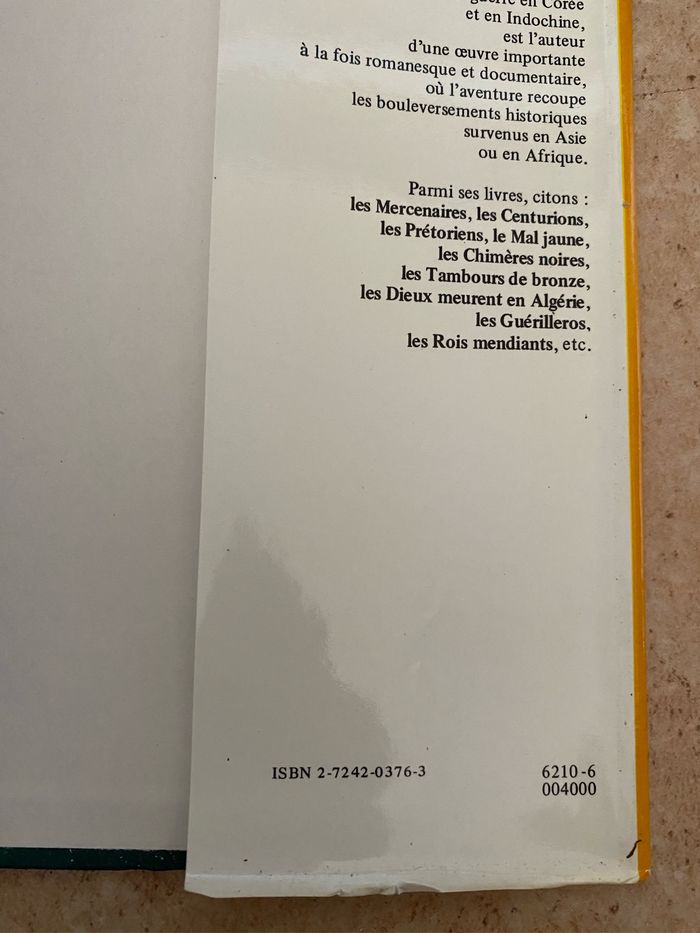 guerre en Corée
et en Indochine,
est l'auteur
d'une œuvre importante
à la fois romanesque et documentaire,
où l'aventure recoupe
les bouleversements historiques
survenus en Asie
ou en Afrique.
Parmi ses livres, citons :
les Mercenaires, les Centurions,
les Prétoriens, le Mal jaune,
les Chimères noires,
les Tambours de bronze,
les Dieux meurent en Algérie,
les Guérilleros,
les Rois mendiants, etc.
ISBN 2-7242-0376-3
6210-6
004000